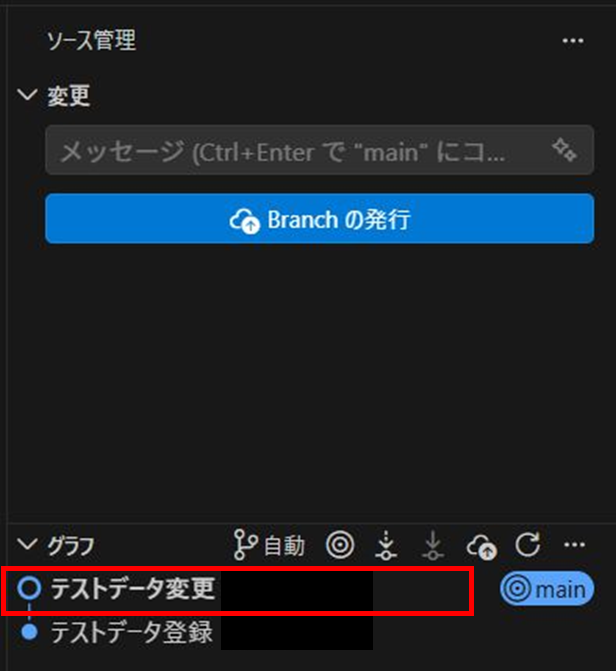 ソース管理
変更
メッセージ (Ctrl+Enter で "main" にコ...
Branch の発行
グラフ 自動
テストデータ変更 main
テストデータ登録